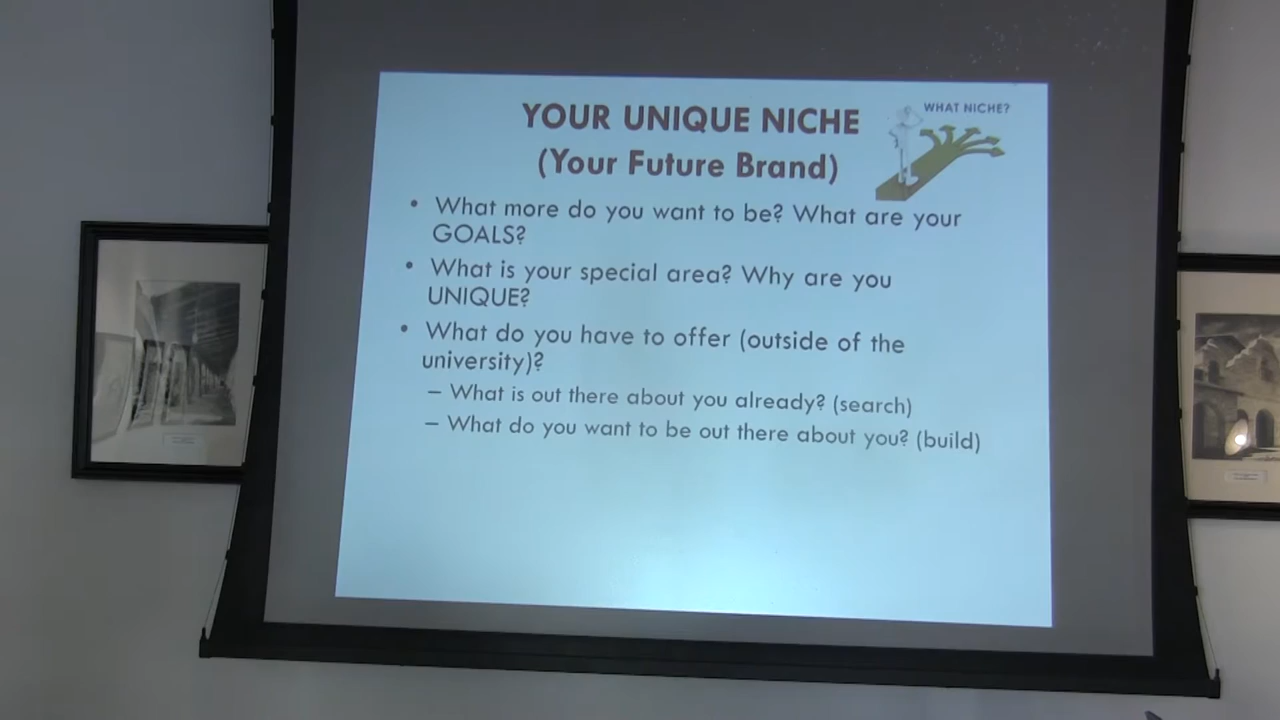 YOUR UNIQUE NICHE
(Your Future Brand)
WHAT NICHE?
• What more do you want to be? What are your
GOALS?
• What is your special area? Why are you
UNIQUE?
• What do you have to offer (outside of the
university)?
– What is out there about you already? (search)
– What do you want to be out there about you? (build)